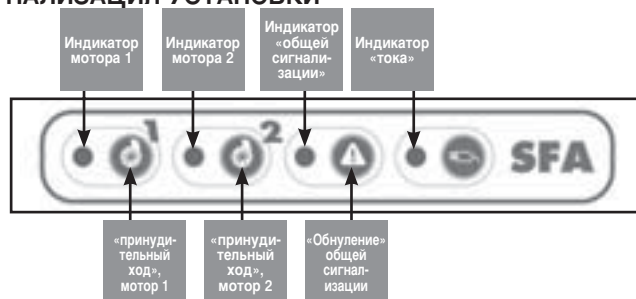 НАЛИЗАЦИЯ УСТАНОВКИ
Индикатор
мотора 1
Индикатор
мотора 2
Индикатор
«общей
сигнали-
зации»
Индикатор
«тока»
1
2
SFA
«принуди-
тельный
ход»,
мотор 1
«принуди-
тельный
ход»,
мотор 2
«Обнуление»
общей
сигнал-
изации